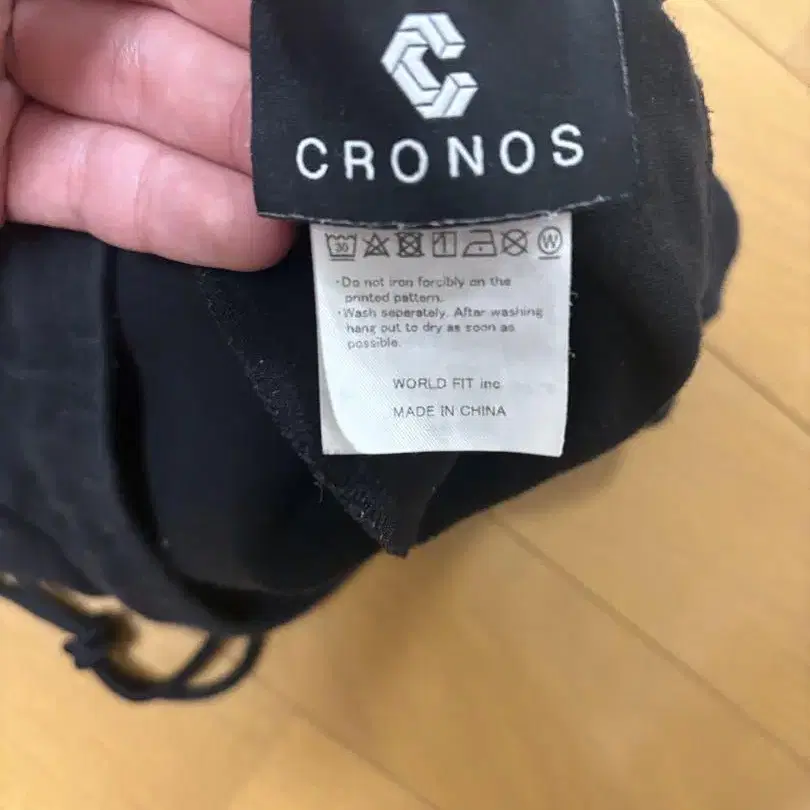 CRONOS
30
W
·Do not iron forcibly on the
printed pattern.
·Wash separately. After washing
hang out to dry as soon as
possible.
WORLD FIT inc
MADE IN CHINA